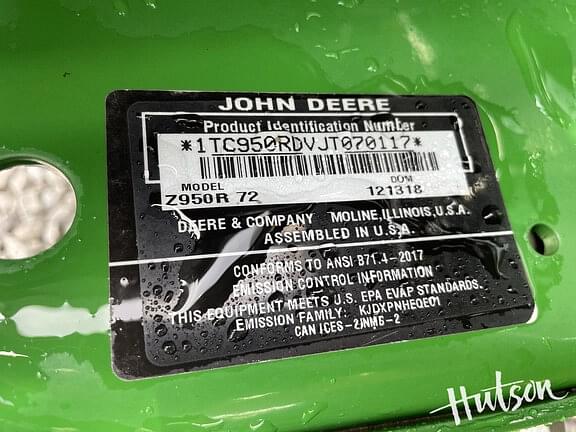 JOHN DEERE
Product Identification Number
*1TC950RDVJT070117*
MODEL DOM
Z950R 72 121318
DEERE & COMPANY MOLINE, ILLINOIS, U.S.A.
ASSEMBLED IN U.S.A.
CONFORMS TO ANSI B71.4-2017
EMISSION CONTROL INFORMATION
THIS EQUIPMENT MEETS U.S. EPA EVAP STANDARDS.
EMISSION FAMILY: KJDXPNHEQE01
CAN ICES-2/NMB-2
Hutson